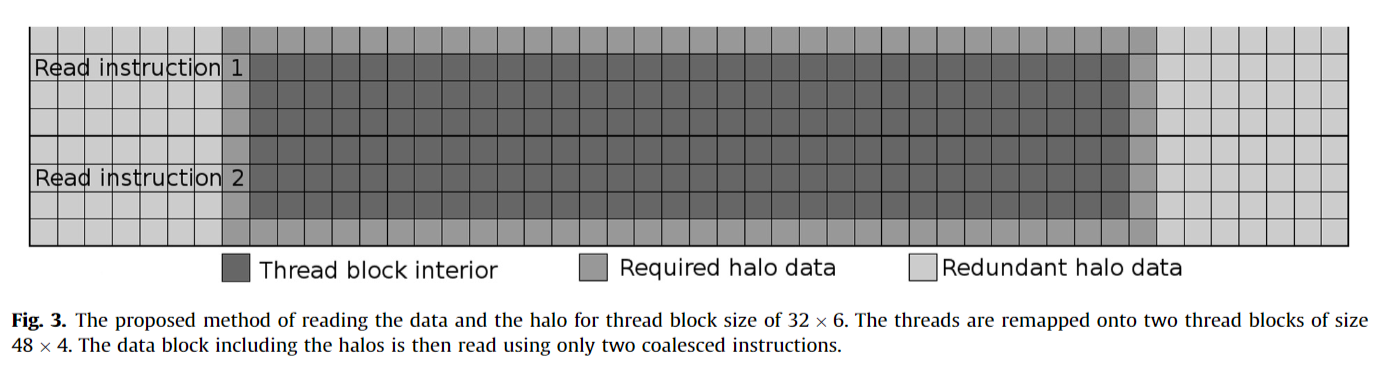 Read instruction 1
Read instruction 2
Thread block interior Required halo data Redundant halo data
Fig. 3. The proposed method of reading the data and the halo for thread block size of 32 × 6. The threads are remapped onto two thread blocks of size
48 × 4. The data block including the halos is then read using only two coalesced instructions.